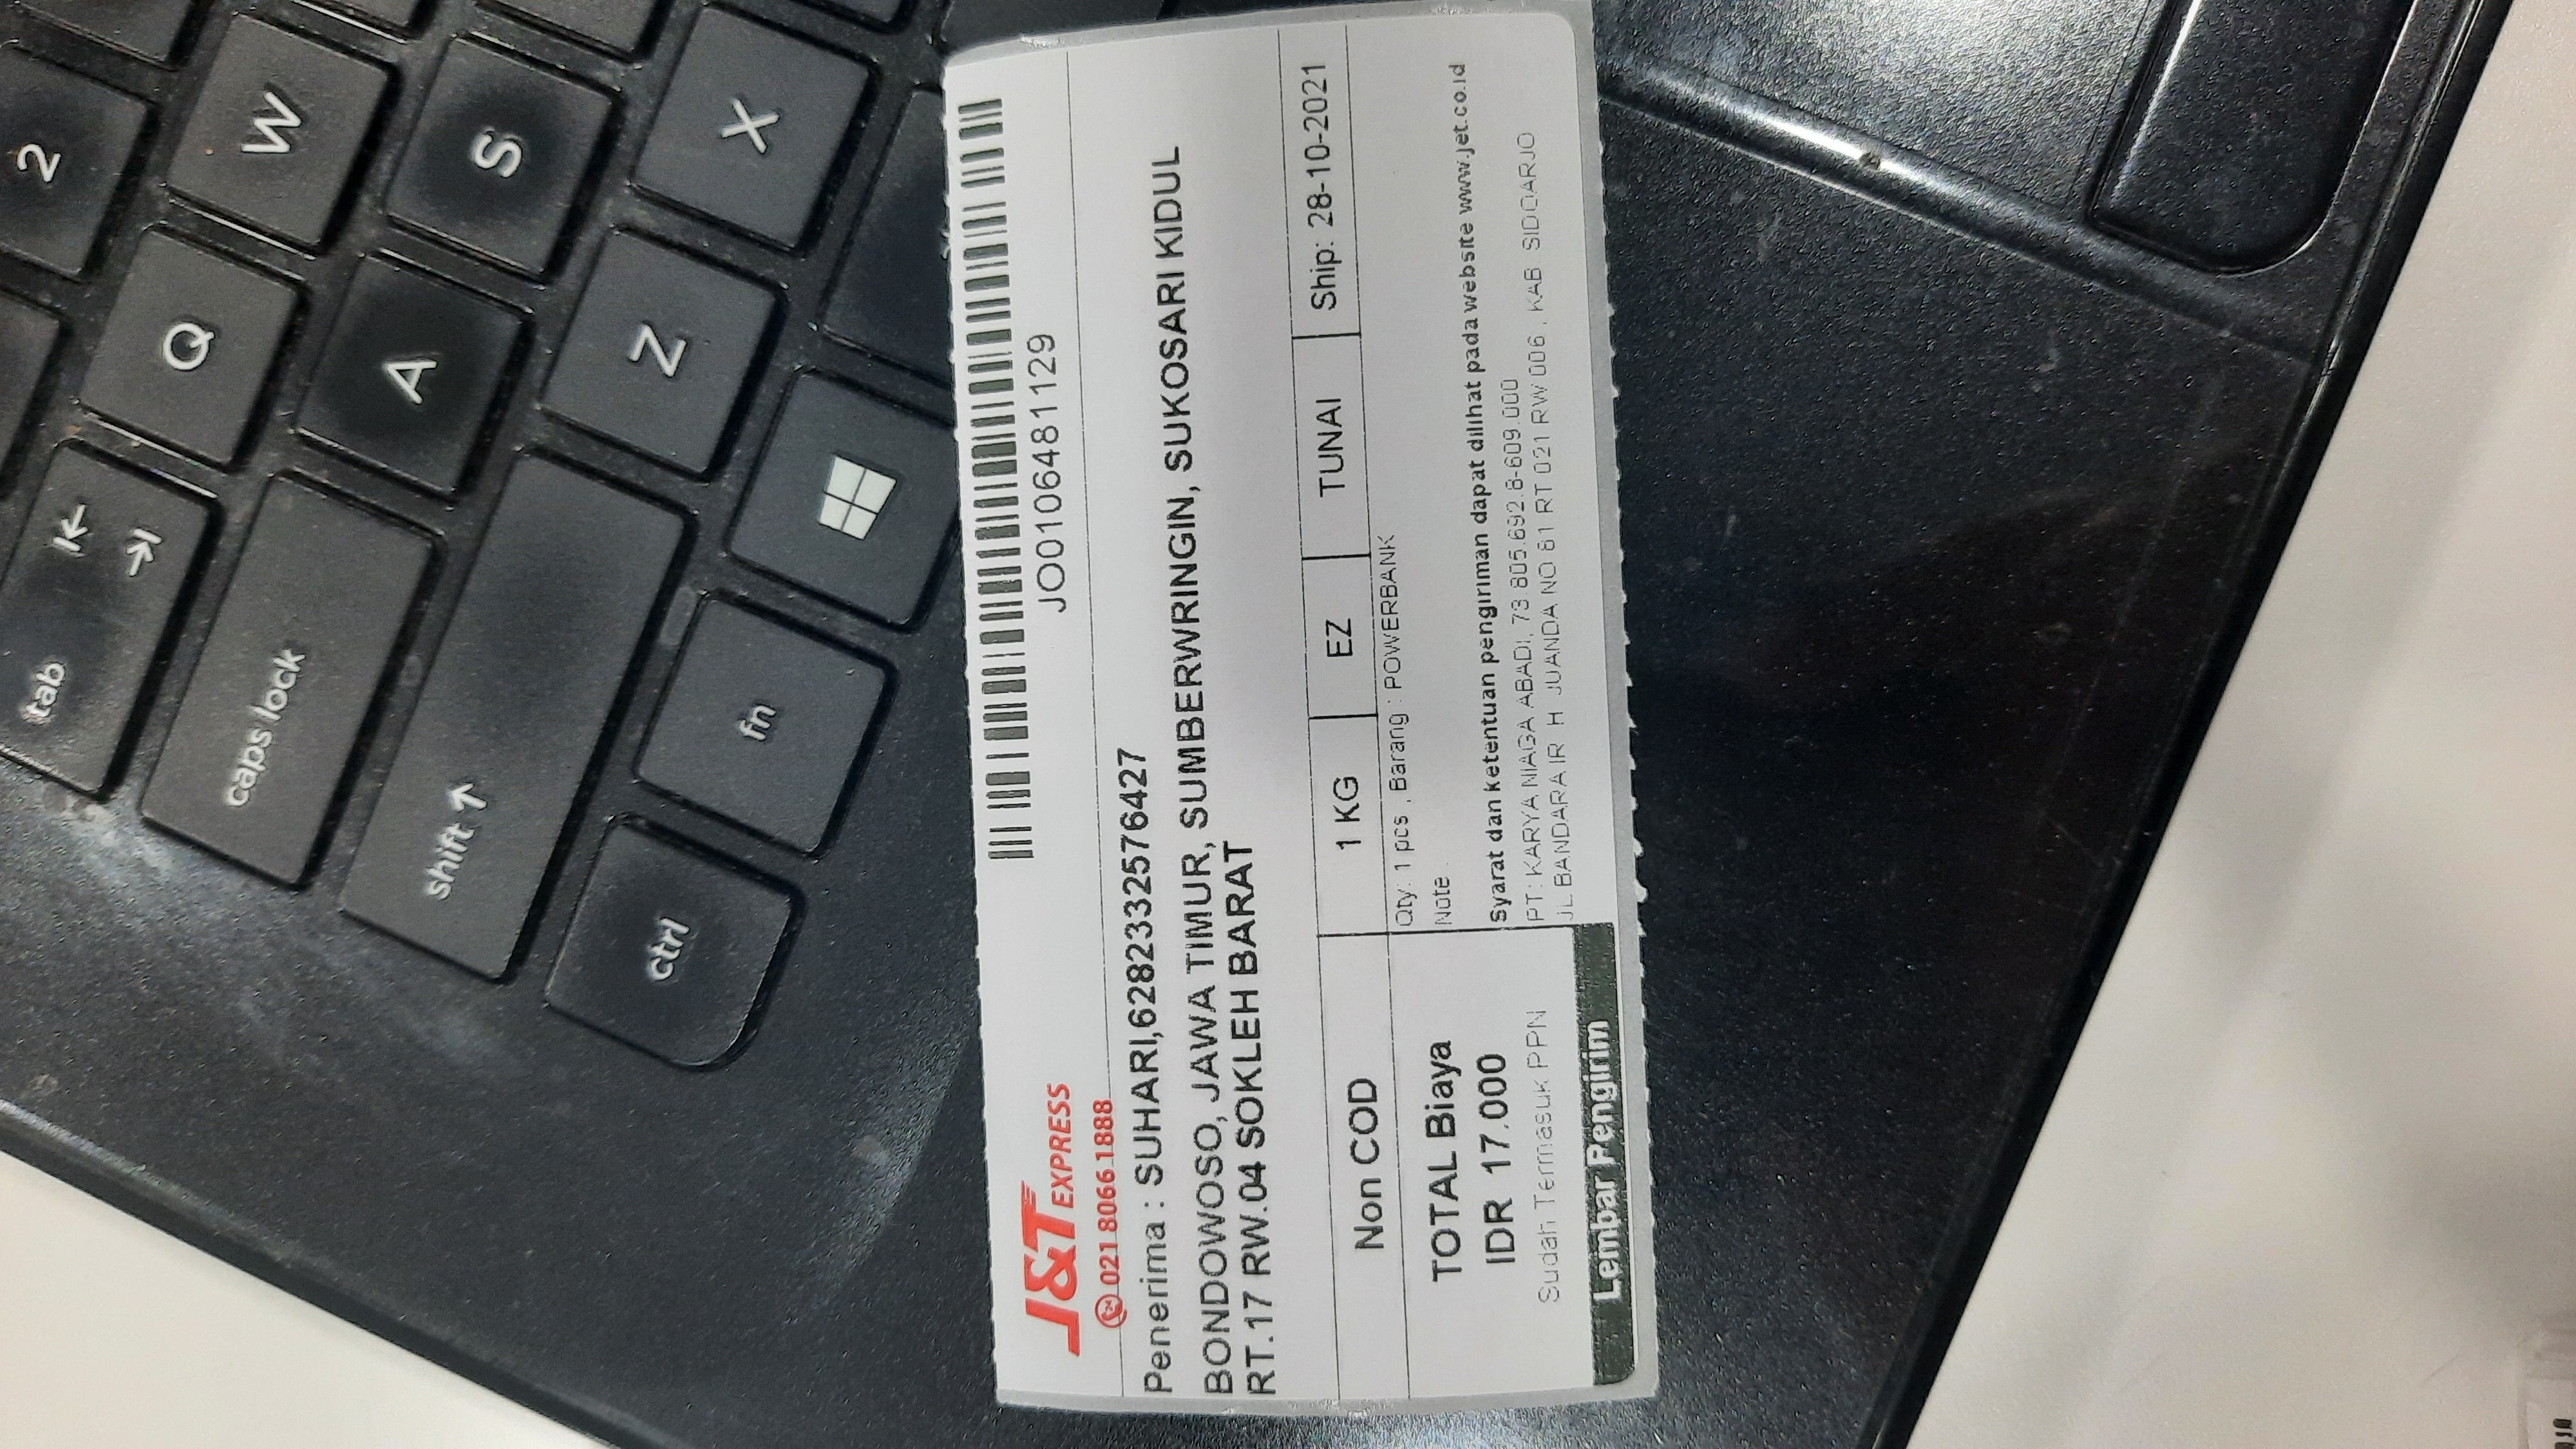 tab
2
Q
W
caps lock
A
S
shift
Z
X
ctrl
fn
J&T EXPRESS
JO0106481129
24 021 8066 1888
Penerima : SUHARI,6282332576427
BONDOWOSO, JAWA TIMUR, SUMBERWRINGIN, SUKOSARI KIDUL
RT.17 RW.04 SOKLEH BARAT
Non COD 1 KG EZ TUNAI Ship: 28-10-2021
TOTAL Biaya
IDR 17.000
Sudah Termasuk PPN
Lembar Pengirim
Qty: 1 pcs , Barang : POWERBANK
Note :
Syarat dan ketentuan pengiriman dapat dilihat pada website www.jet.co.id
PT. KARYA NIAGA ABADI, 73.805.692.8-609.000
JL.BANDARA IR. H. JUANDA NO 81 RT 021 RW 006 , KAB. SIDOARJO